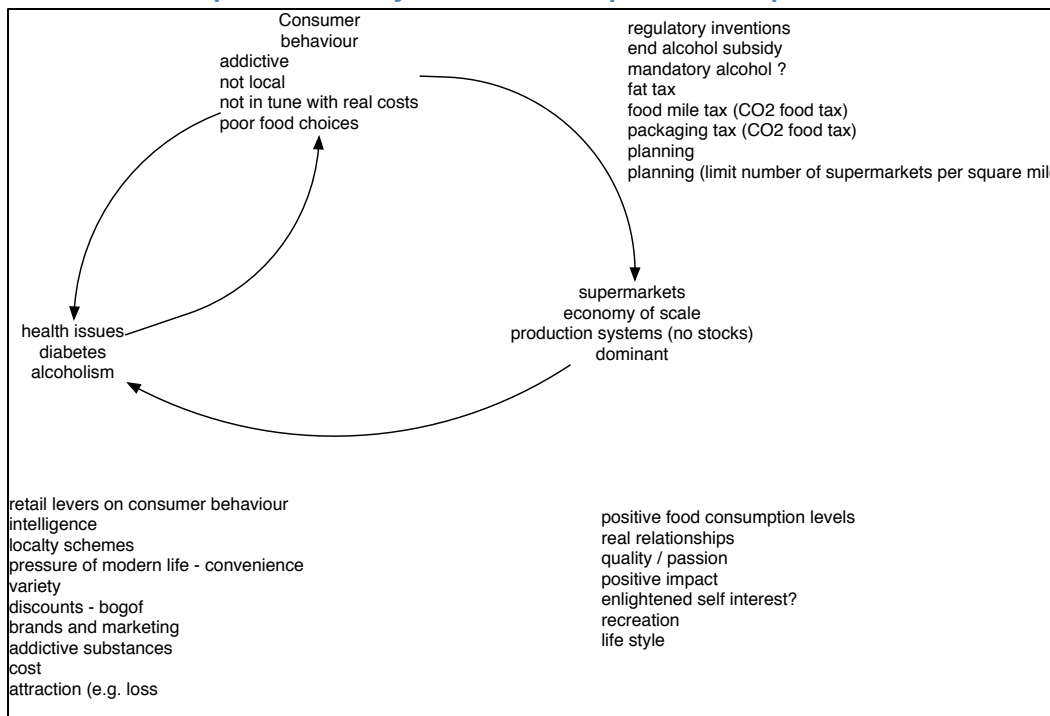 Consumer
behaviour
addictive
not local
not in tune with real costs
poor food choices
regulatory inventions
end alcohol subsidy
mandatory alcohol ?
fat tax
food mile tax (CO2 food tax)
packaging tax (CO2 food tax)
planning
planning (limit number of supermarkets per square mil
supermarkets
economy of scale
production systems (no stocks)
dominant
health issues
diabetes
alcoholism
retail levers on consumer behaviour
intelligence
localty schemes
pressure of modern life - convenience
variety
discounts - bogof
brands and marketing
addictive substances
cost
attraction (e.g. loss
positive food consumption levels
real relationships
quality / passion
positive impact
enlightened self interest?
recreation
life style